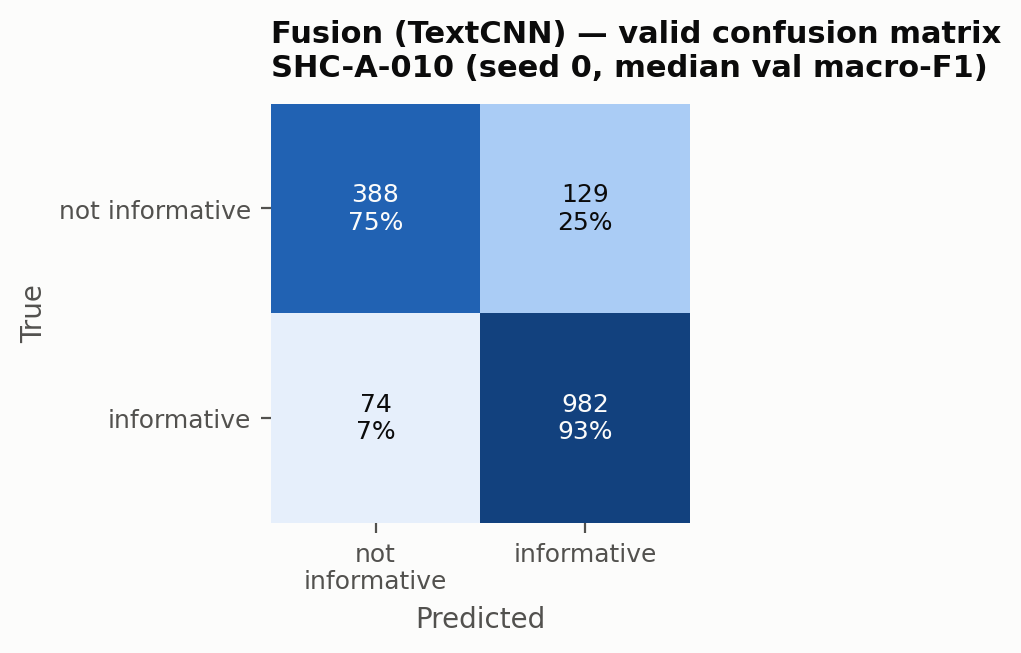 Fusion (TextCNN) — valid confusion matrix
SHC-A-010 (seed 0, median val macro-F1)
True
not informative
388
75%
129
25%
informative
74
7%
982
93%
not
informative
informative
Predicted